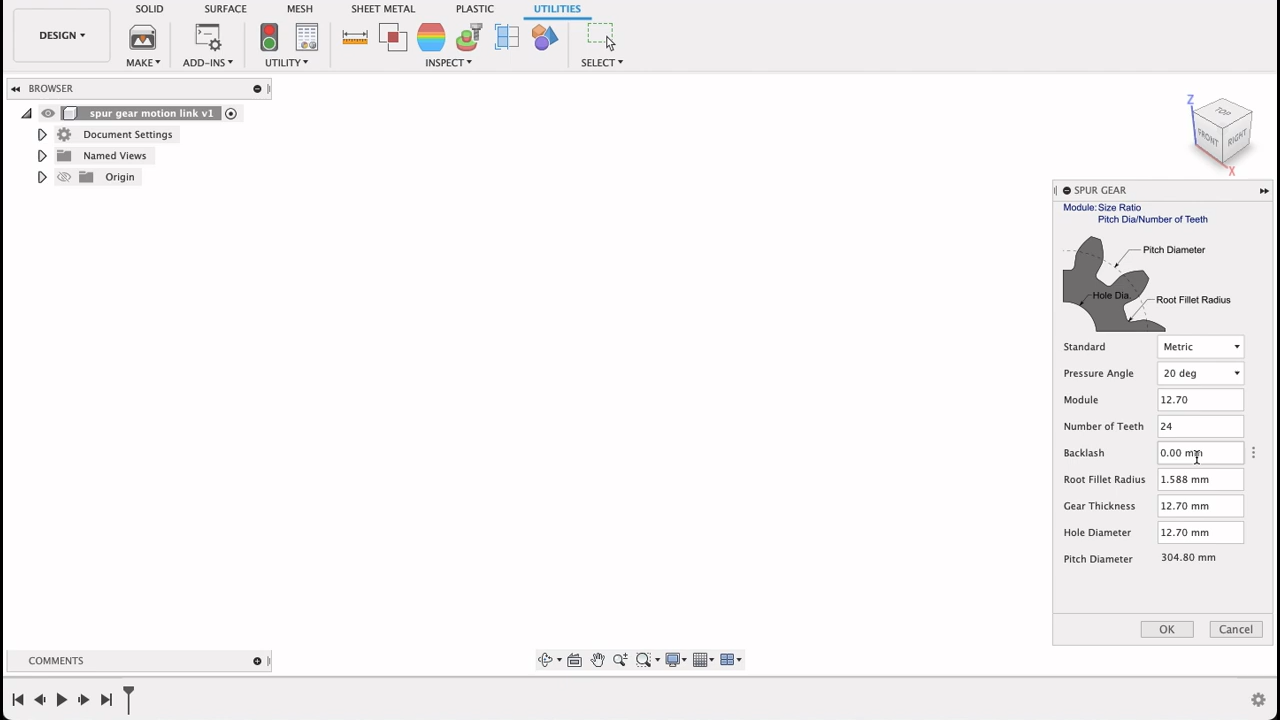 SOLID SURFACE MESH SHEET METAL PLASTIC UTILITIES
DESIGN
MAKE ADD-INS UTILITY INSPECT SELECT
BROWSER
spur gear motion link v1
Document Settings
Named Views
Origin
Z
TOP
FRONT RIGHT
X
SPUR GEAR
Module: Size Ratio
Pitch Dia/Number of Teeth
Pitch Diameter
Hole Dia.
Root Fillet Radius
Standard Metric
Pressure Angle 20 deg
Module 12.70
Number of Teeth 24
Backlash 0.00 mm
Root Fillet Radius 1.588 mm
Gear Thickness 12.70 mm
Hole Diameter 12.70 mm
Pitch Diameter 304.80 mm
OK Cancel
COMMENTS